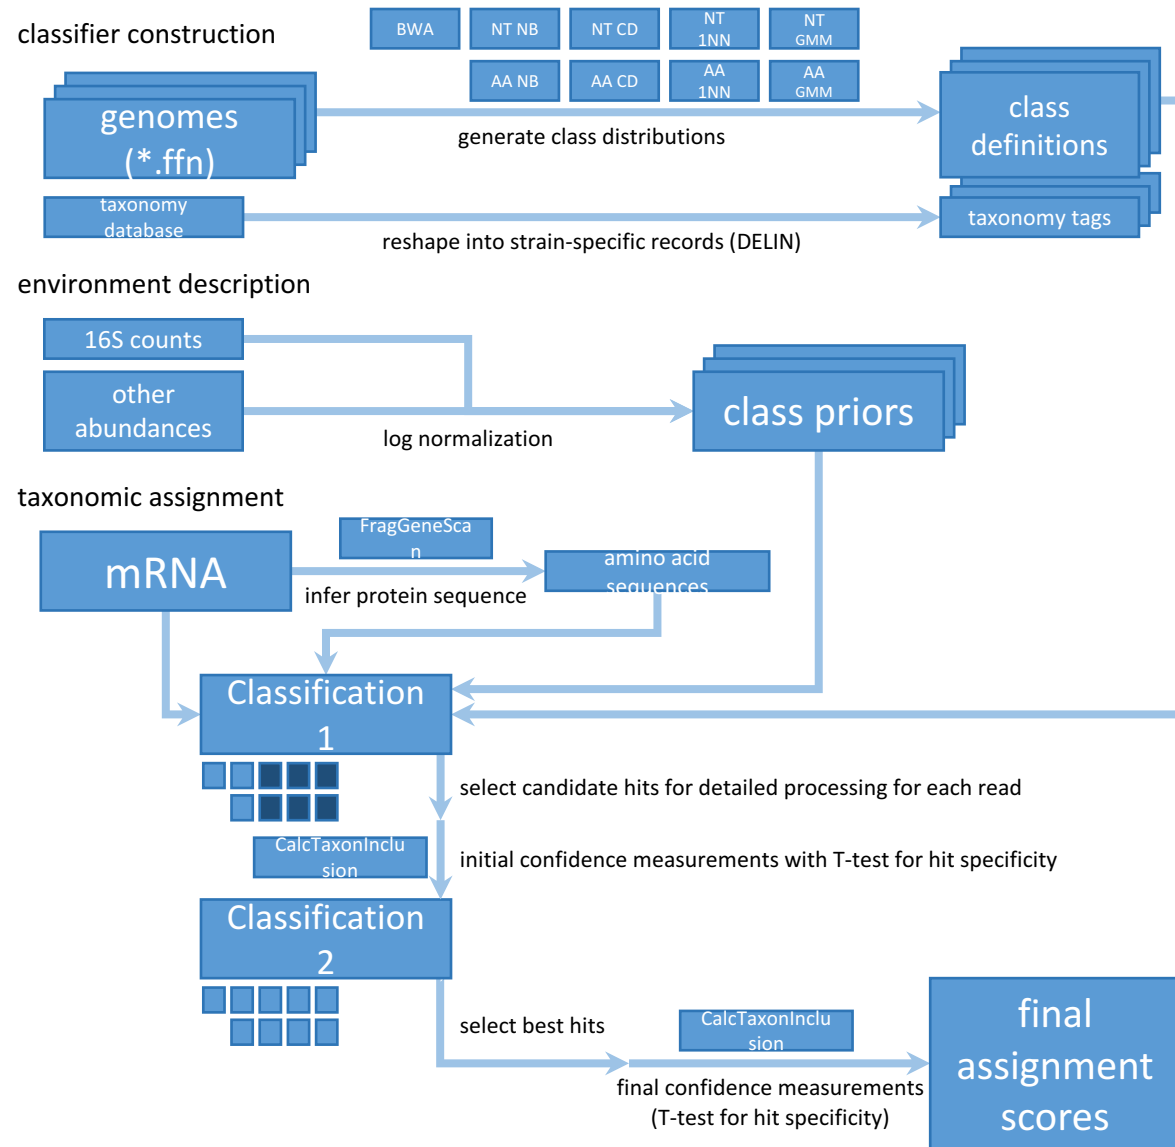 classifier construction
BWA
NT NB
NT CD
NT
1NN
NT
GMM
AA NB
AA CD
AA
1NN
AA
GMM
genomes
(*.ffn)
generate class distributions
class
definitions
taxonomy
database
reshape into strain-specific records (DELIN)
taxonomy tags
environment description
16S counts
other
abundances
log normalization
class priors
taxonomic assignment
mRNA
FragGeneSca
n
infer protein sequence
amino acid
sequences
Classification
1
select candidate hits for detailed processing for each read
CalcTaxonInclu
sion
initial confidence measurements with T-test for hit specificity
Classification
2
select best hits
CalcTaxonInclu
sion
final confidence measurements
(T-test for hit specificity)
final
assignment
scores